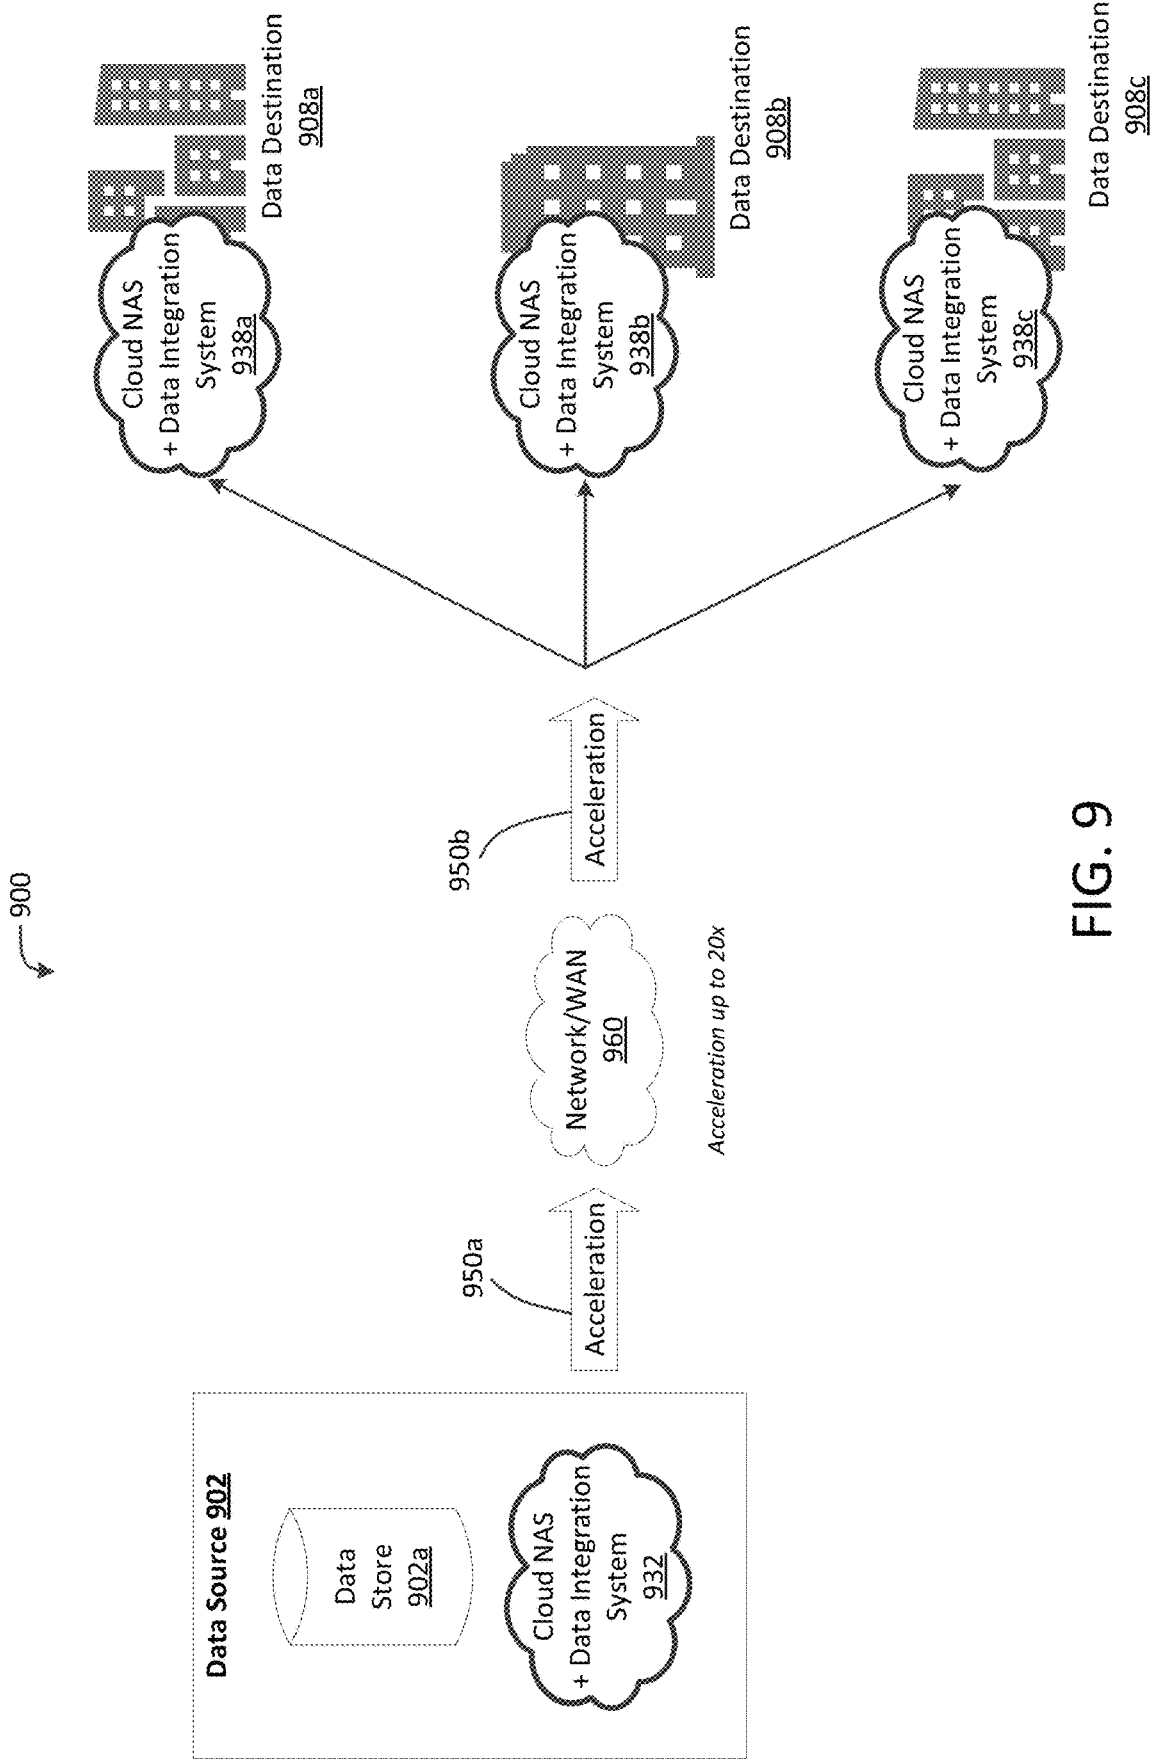 900
Data Source 902
Data
Store
902a
Cloud NAS
+ Data Integration
System
932
950a
Acceleration
Network/WAN
960
Acceleration up to 20x
950b
Acceleration
Cloud NAS
+ Data Integration
System
938a
Data Destination
908a
Cloud NAS
+ Data Integration
System
938b
Data Destination
908b
Cloud NAS
+ Data Integration
System
938c
Data Destination
908c
FIG. 9